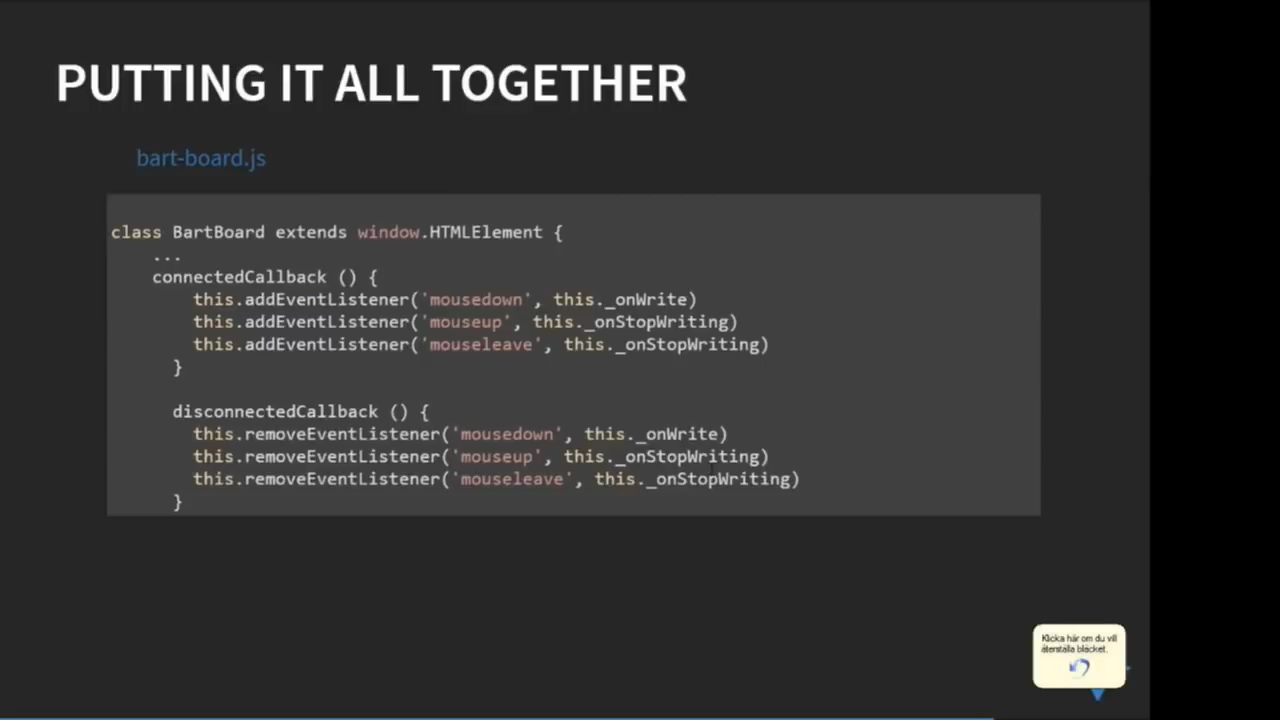 PUTTING IT ALL TOGETHER
bart-board.js
class BartBoard extends window.HTMLElement {
    ...
    connectedCallback () {
        this.addEventListener('mousedown', this._onWrite)
        this.addEventListener('mouseup', this._onStopWriting)
        this.addEventListener('mouseleave', this._onStopWriting)
      }
      disconnectedCallback () {
        this.removeEventListener('mousedown', this._onWrite)
        this.removeEventListener('mouseup', this._onStopWriting)
        this.removeEventListener('mouseleave', this._onStopWriting)
      }
Klicka här om du vill
återställa bläcket.